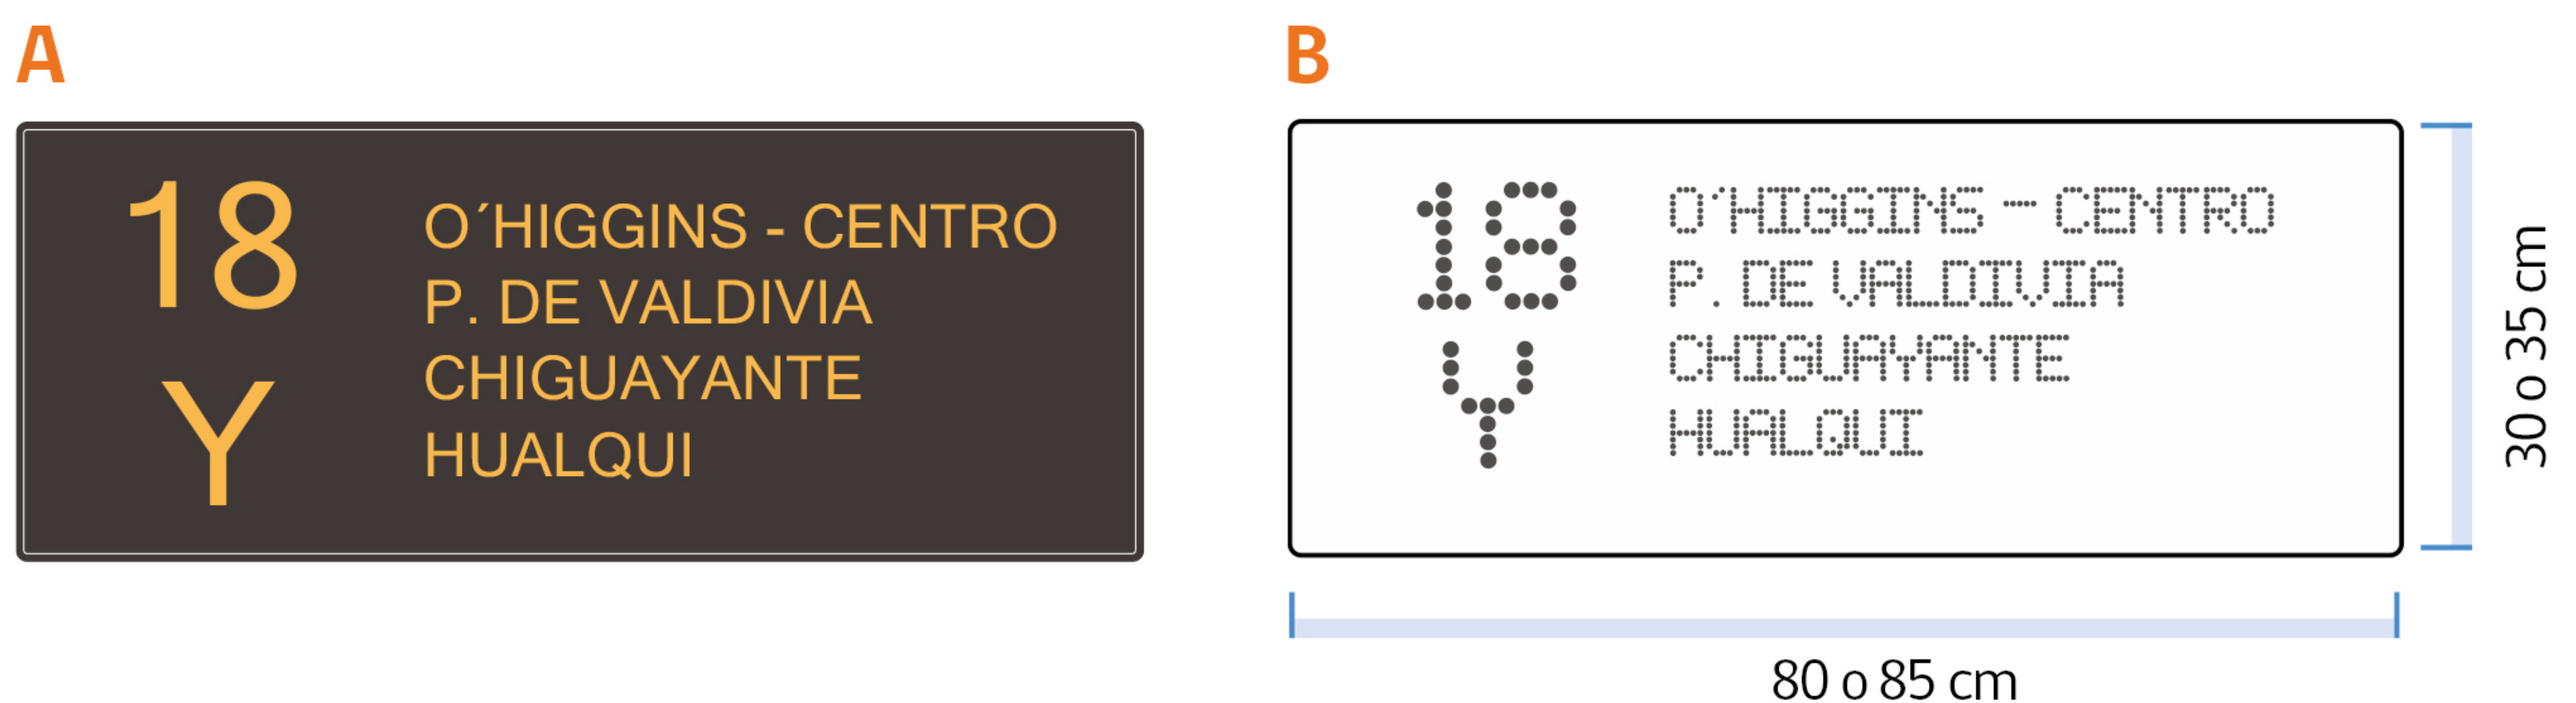 A
18
Y
O´HIGGINS - CENTRO
P. DE VALDIVIA
CHIGUAYANTE
HUALQUI
B
18
Y
O'HIGGINS - CENTRO
P. DE VALDIVIA
CHIGUAYANTE
HUALQUI
30 o 35 cm
80 o 85 cm